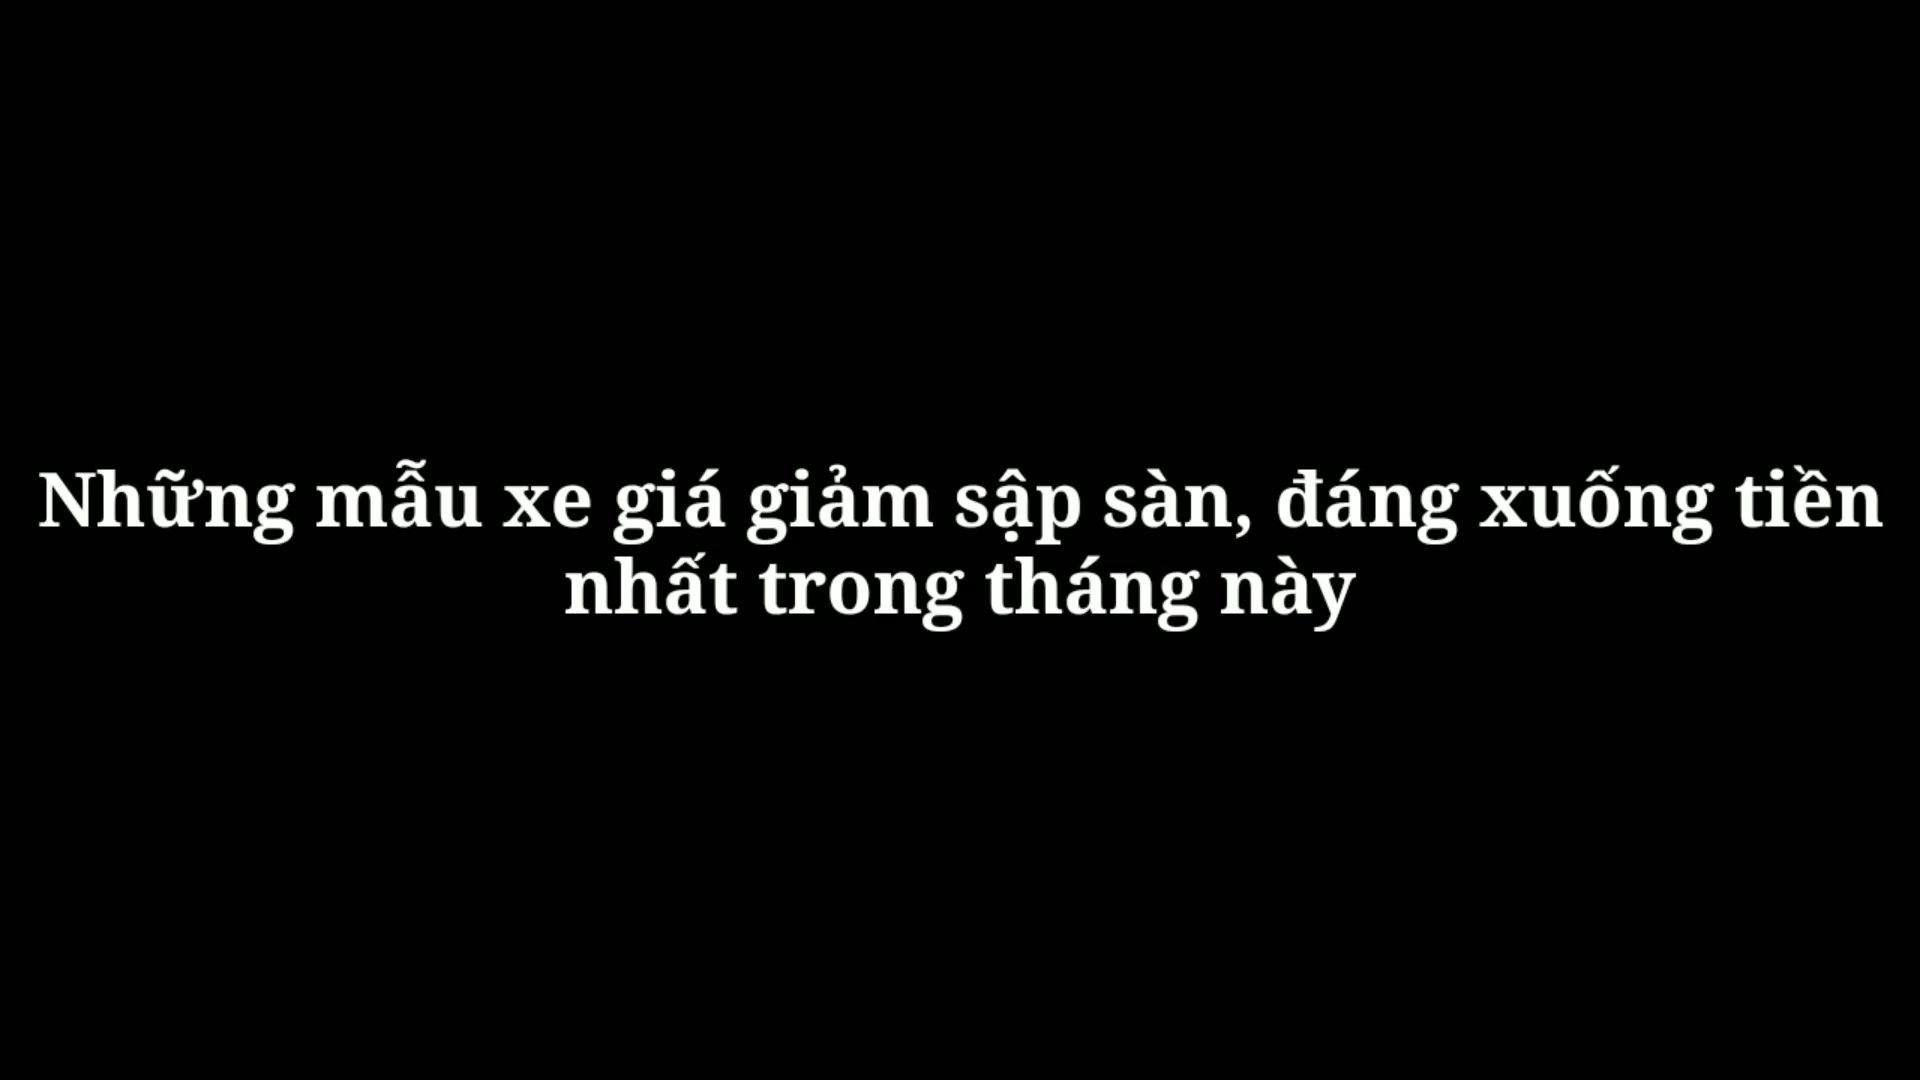 Những mẫu xe giá giảm sập sàn, đáng xuống tiền
nhất trong tháng này